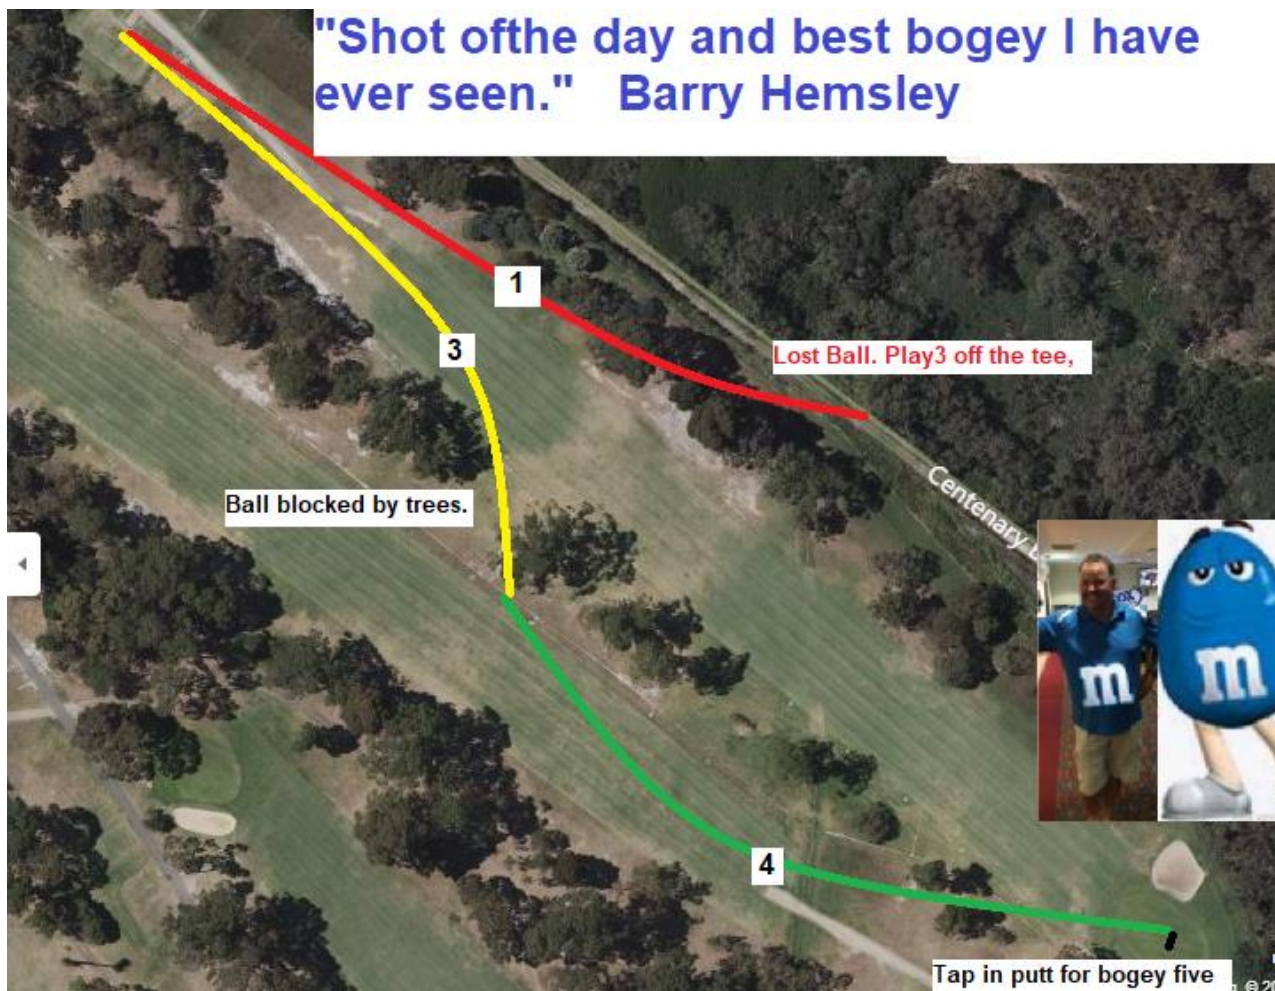 "Shot ofthe day and best bogey I have
ever seen."   Barry Hemsley
1
3
Lost Ball. Play3 off the tee,
Ball blocked by trees.
Centenary
m
m
4
Tap in putt for bogey five